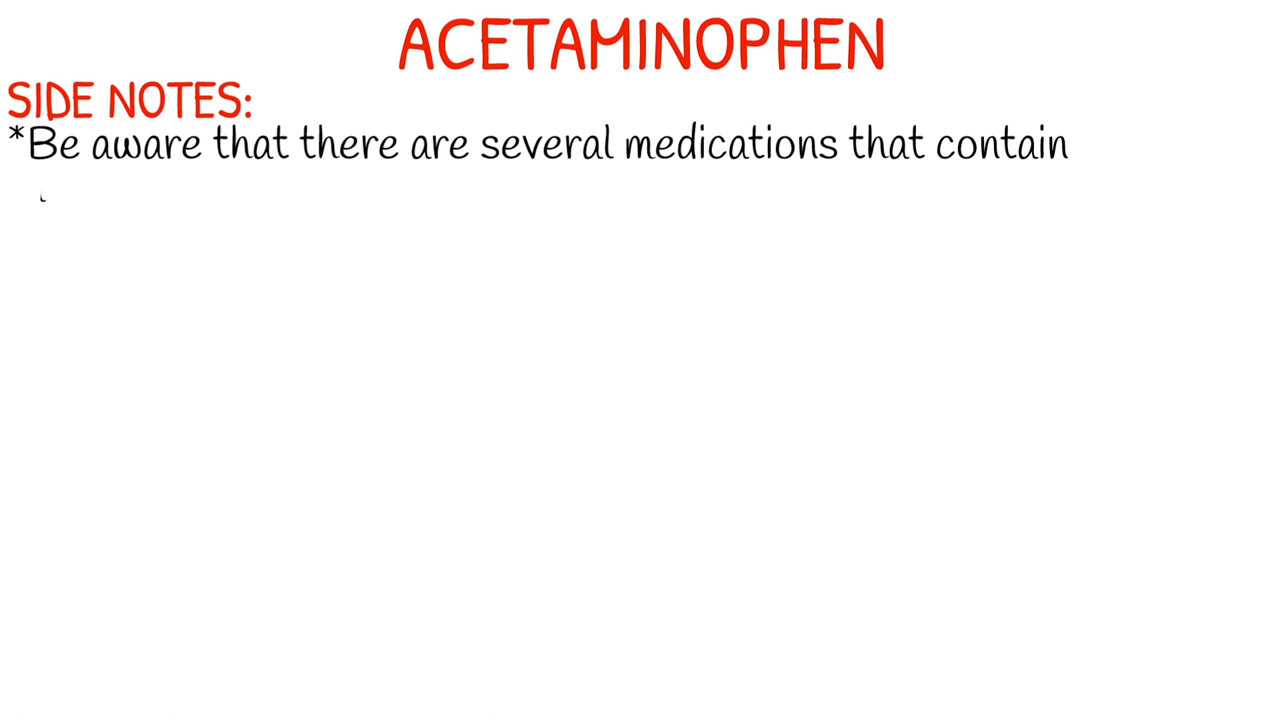 ACETAMINOPHEN
SIDE NOTES:
*Be aware that there are several medications that contain